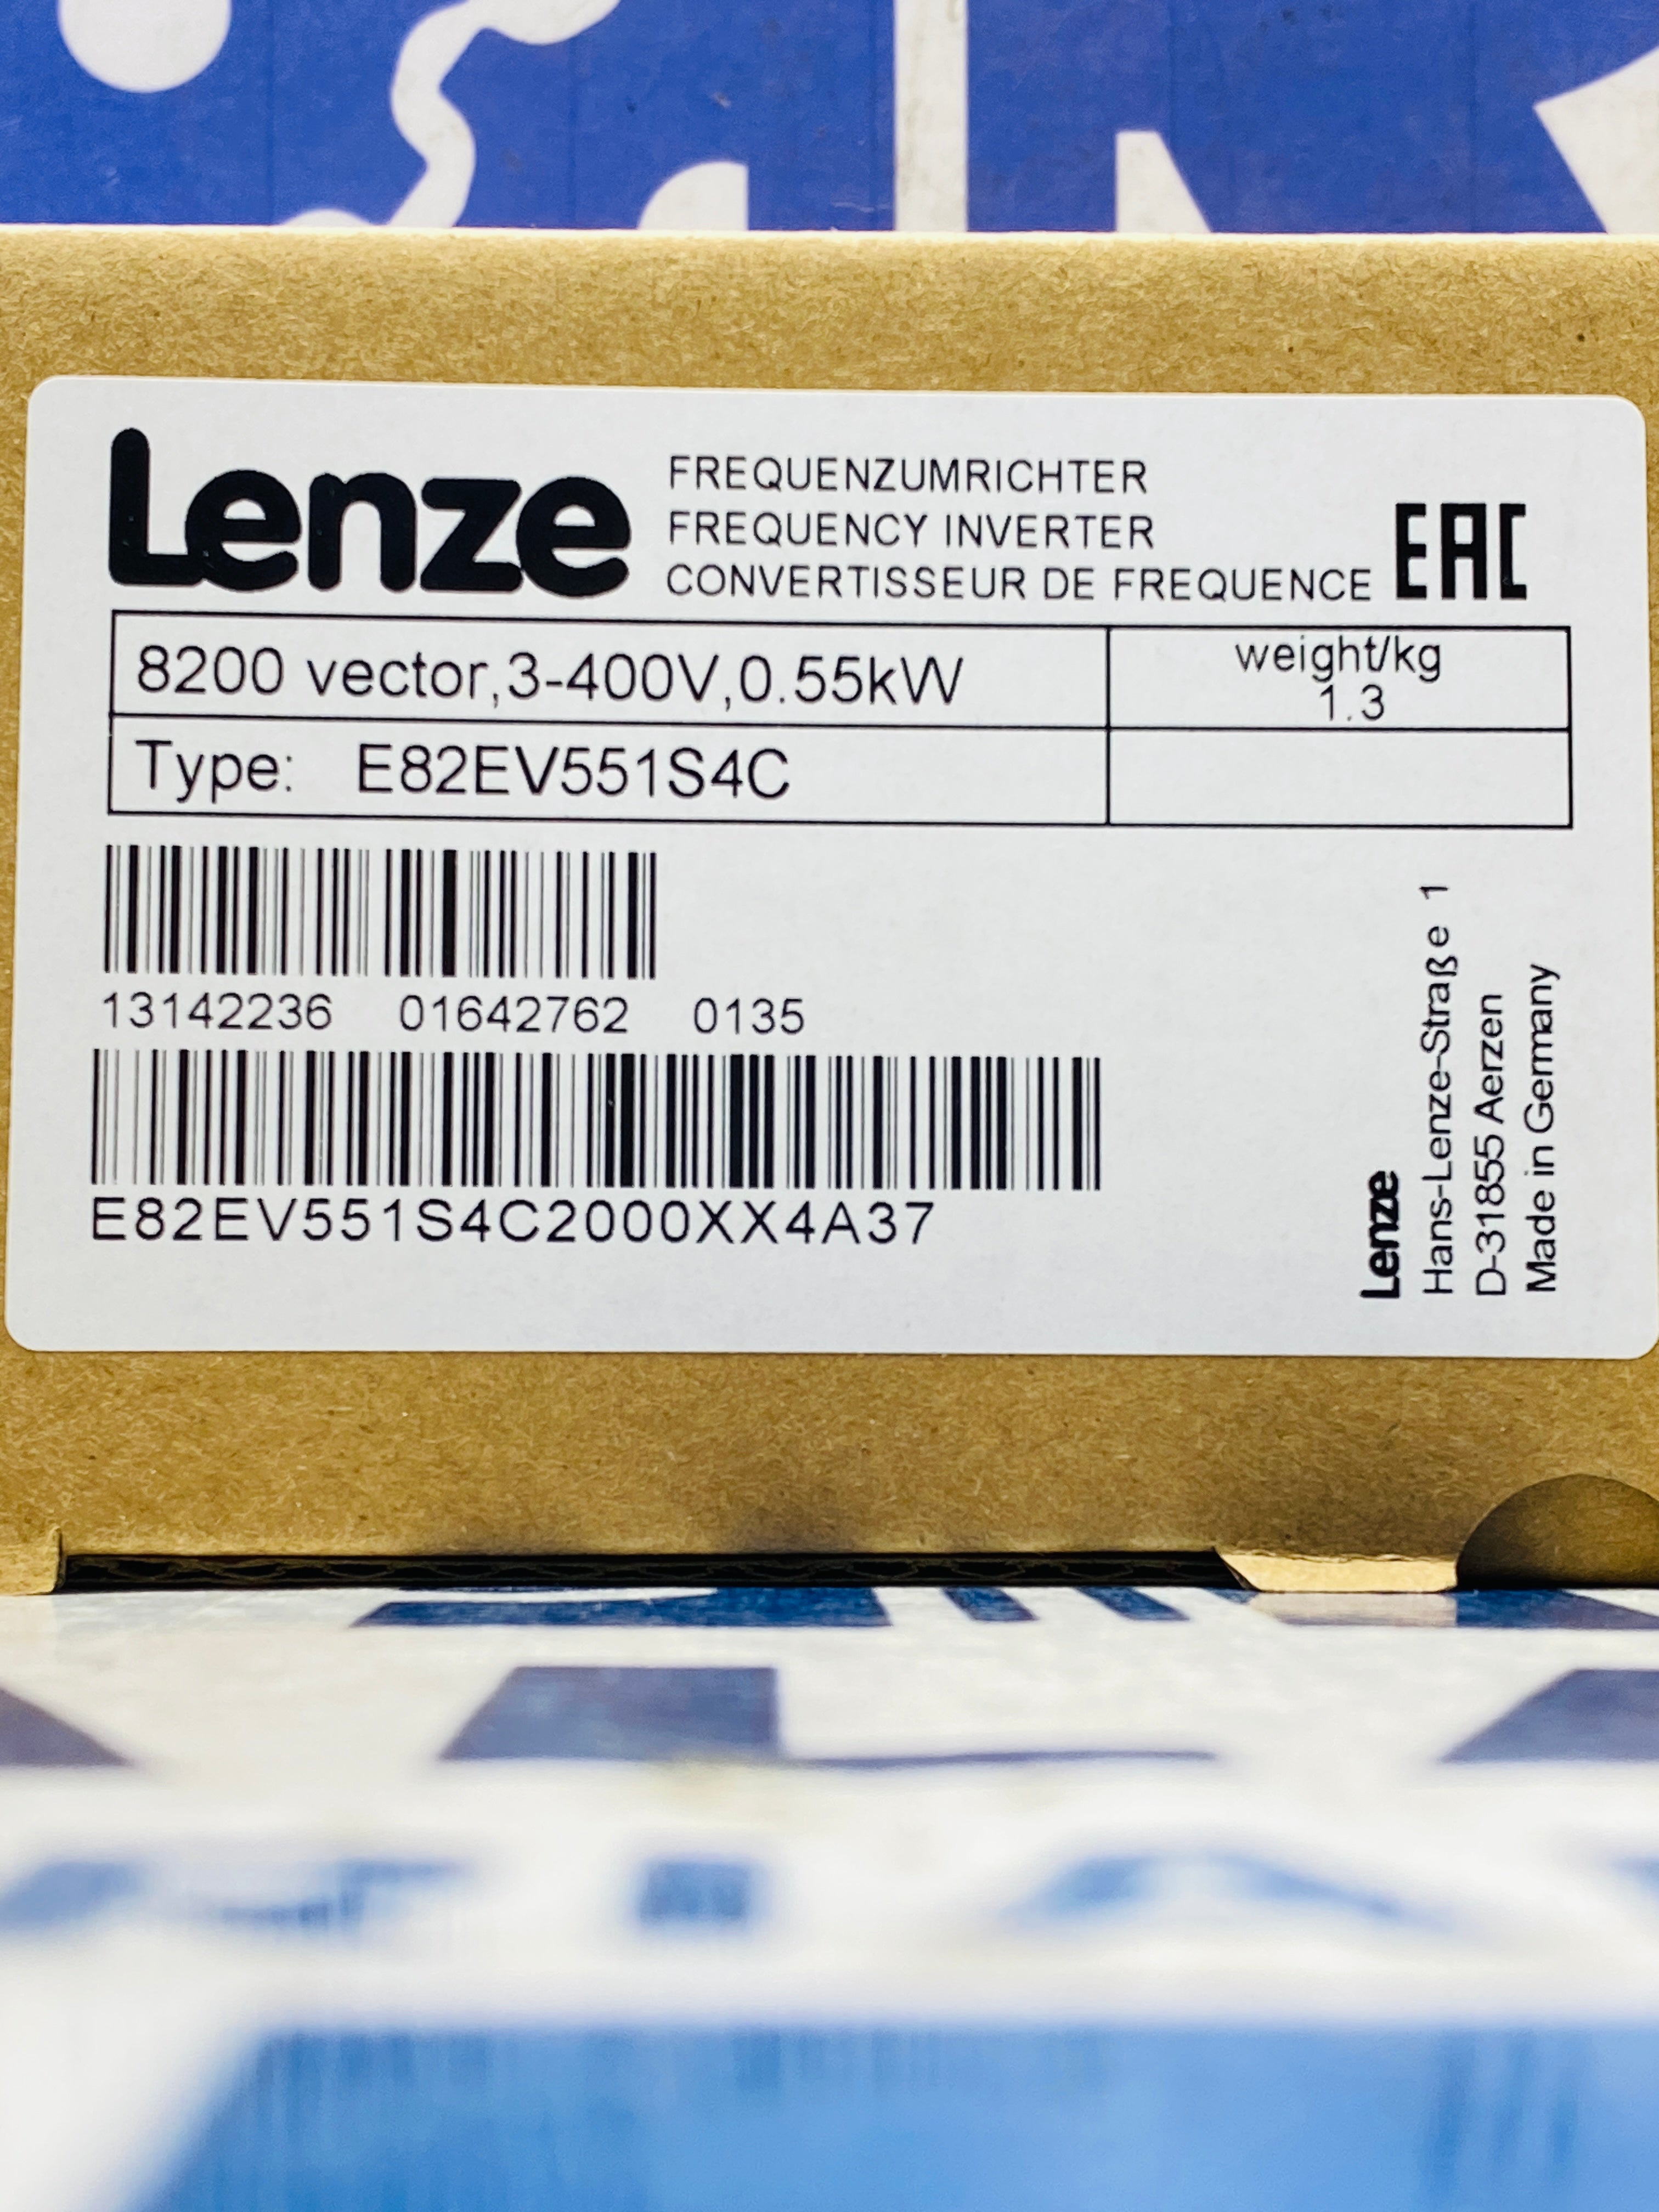 Lenze
FREQUENZUMRICHTER
FREQUENCY INVERTER
CONVERTISSEUR DE FREQUENCE
EAC
8200 vector,3-400V,0.55kW
weight/kg
1.3
Type: E82EV551S4C
13142236 01642762 0135
E82EV551S4C2000XX4A37
Lenze
Hans-Lenze-Straße 1
D-31855 Aerzen
Made in Germany